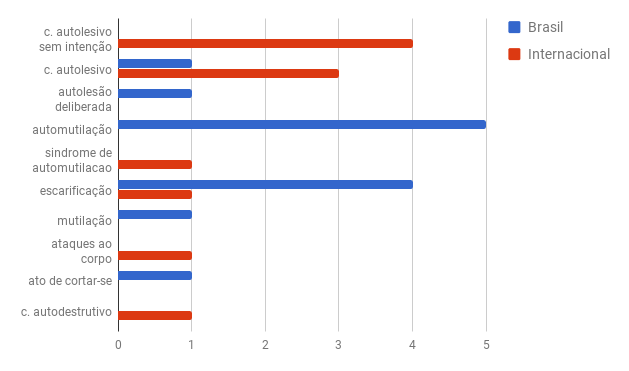 c. autolesivo
sem intenção
c. autolesivo
autolesão
deliberada
automutilação
sindrome de
automutilacao
escarificação
mutilação
ataques ao
corpo
ato de cortar-se
c. autodestrutivo
0 1 2 3 4 5
Brasil
Internacional